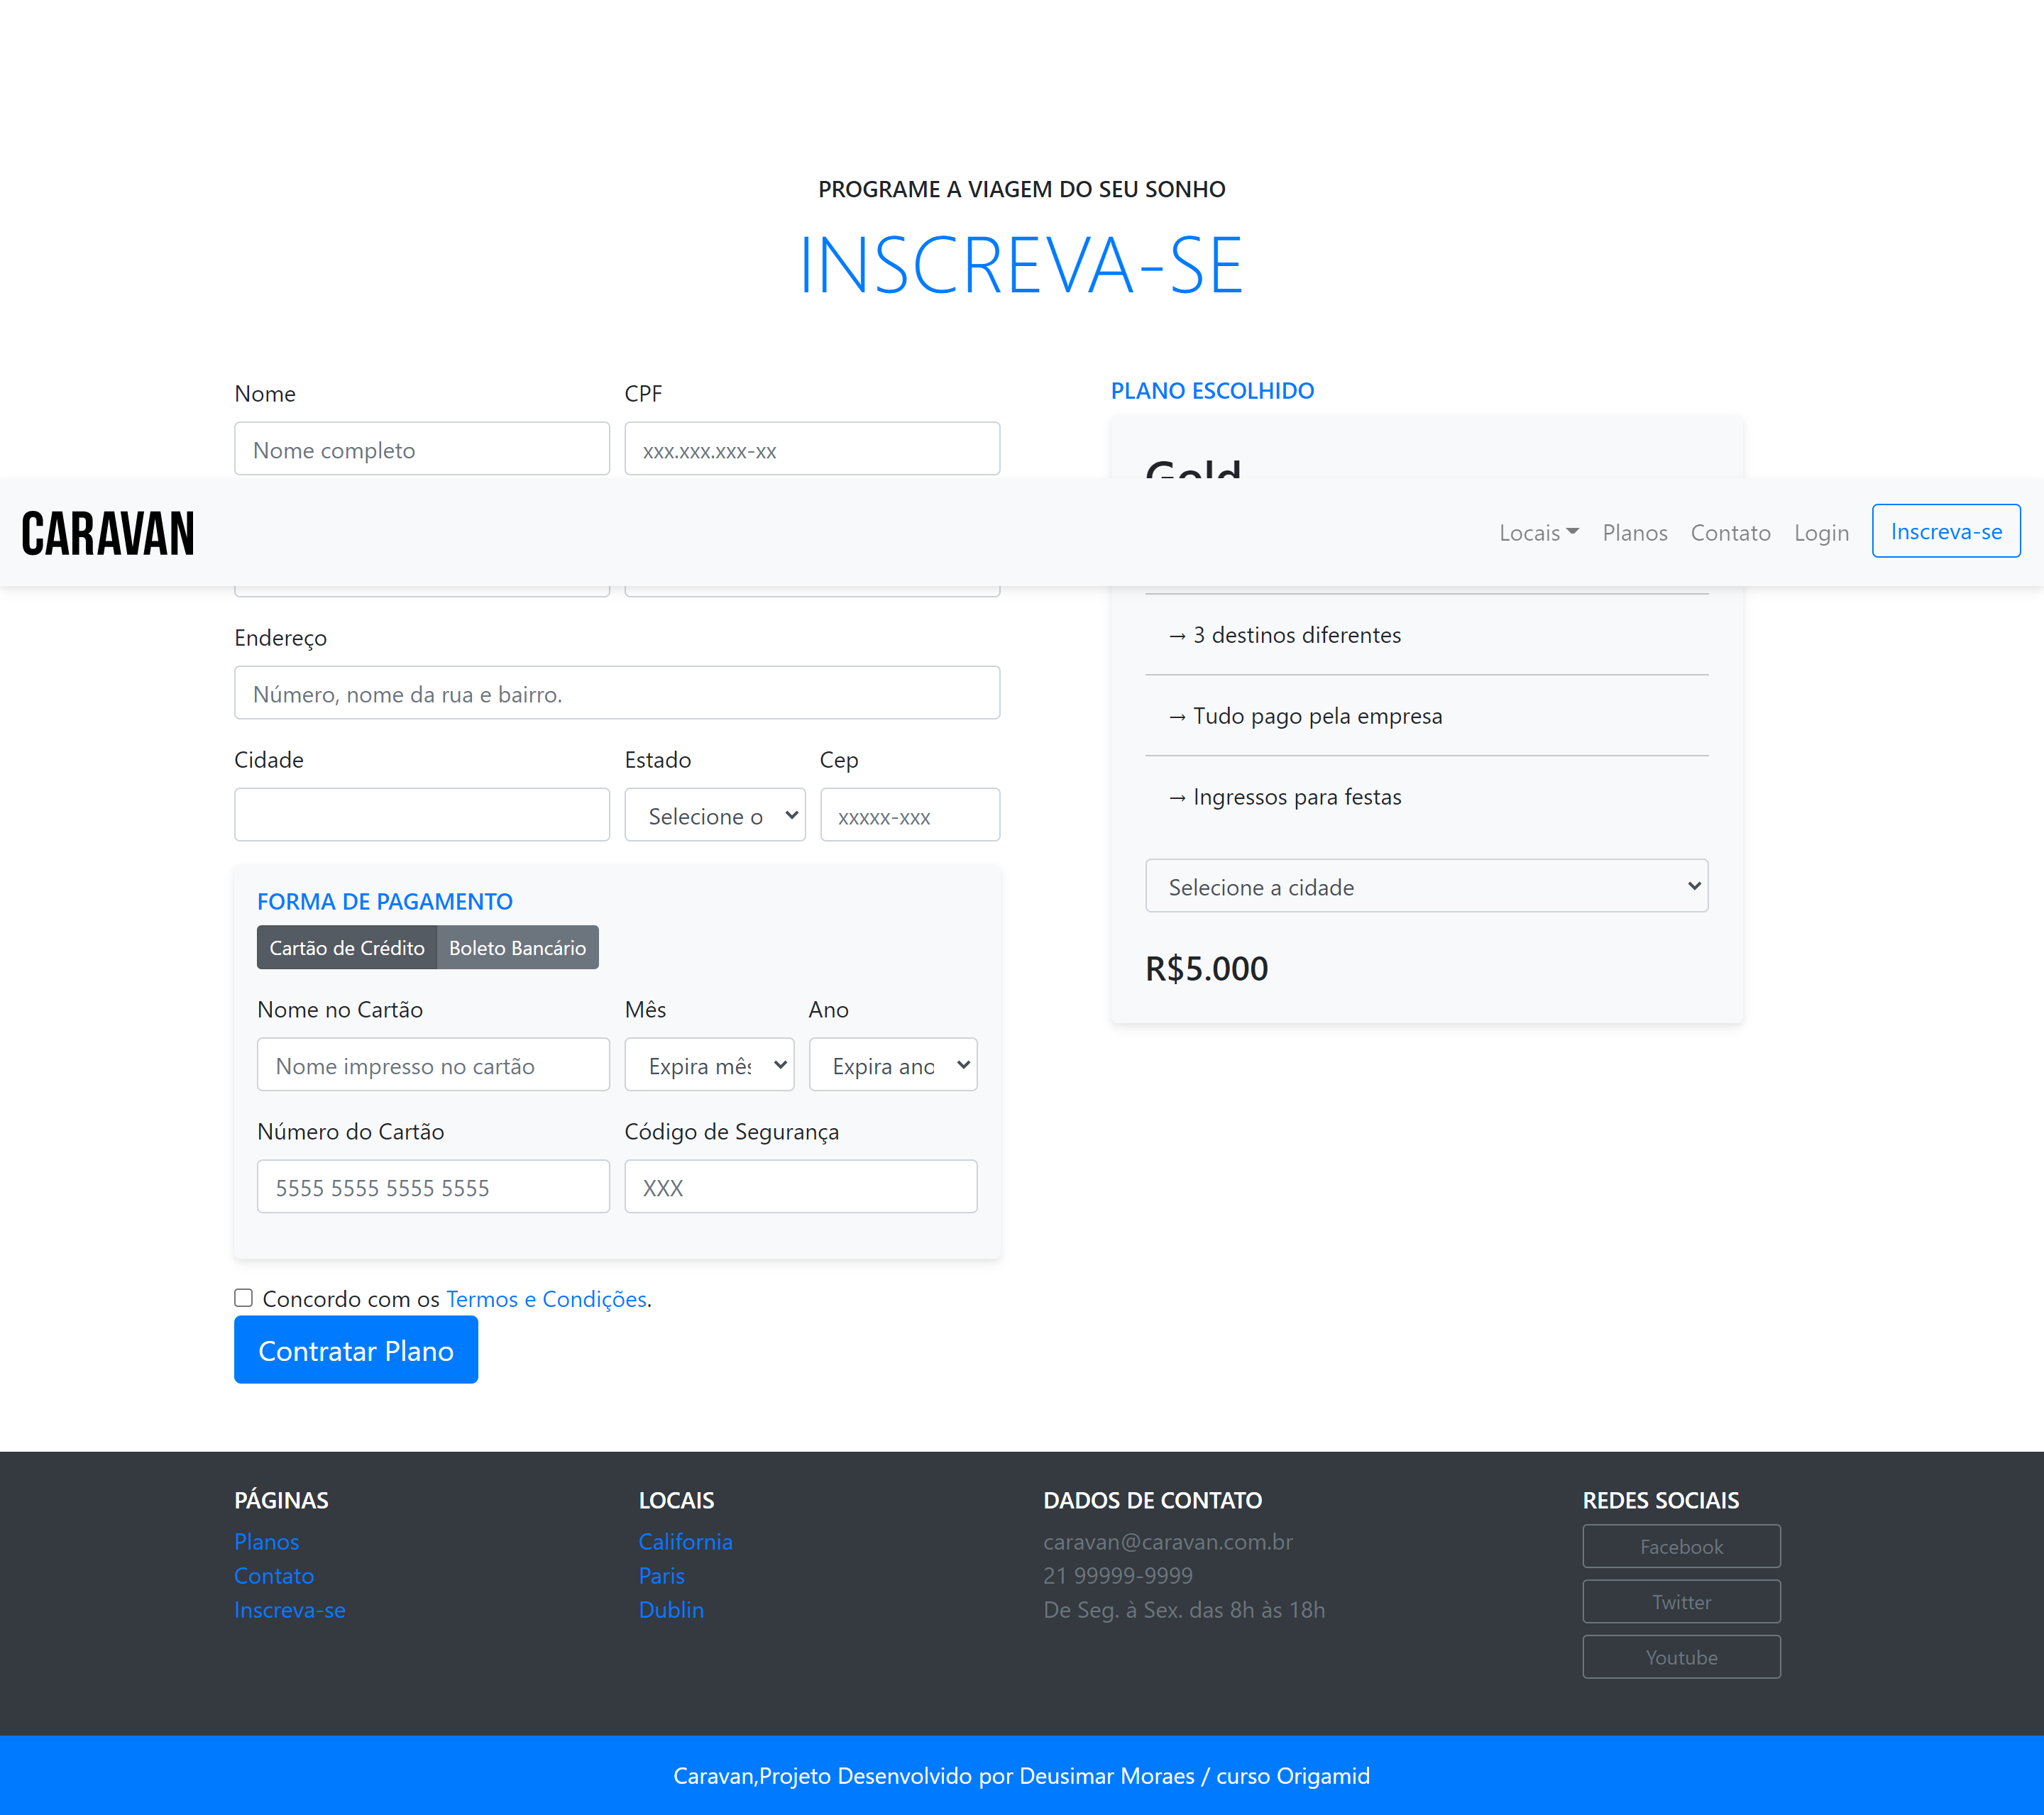 PROGRAME A VIAGEM DO SEU SONHO
INSCREVA-SE
Nome
CPF
Nome completo
xxx.xxx.xxx-xx
PLANO ESCOLHIDO
Gold
CARAVAN
Locais
Planos
Contato
Login
Inscreva-se
Endereço
Número, nome da rua e bairro.
Cidade
Estado
Cep
Selecione o
xxxxx-xxx
→ 3 destinos diferentes
→ Tudo pago pela empresa
→ Ingressos para festas
Selecione a cidade
R$5.000
FORMA DE PAGAMENTO
Cartão de Crédito
Boleto Bancário
Nome no Cartão
Mês
Ano
Nome impresso no cartão
Expira mês
Expira ano
Número do Cartão
Código de Segurança
5555 5555 5555 5555
XXX
Concordo com os Termos e Condições.
Contratar Plano
PÁGINAS
Planos
Contato
Inscreva-se
LOCAIS
California
Paris
Dublin
DADOS DE CONTATO
caravan@caravan.com.br
21 99999-9999
De Seg. à Sex. das 8h às 18h
REDES SOCIAIS
Facebook
Twitter
Youtube
Caravan,Projeto Desenvolvido por Deusimar Moraes / curso Origamid